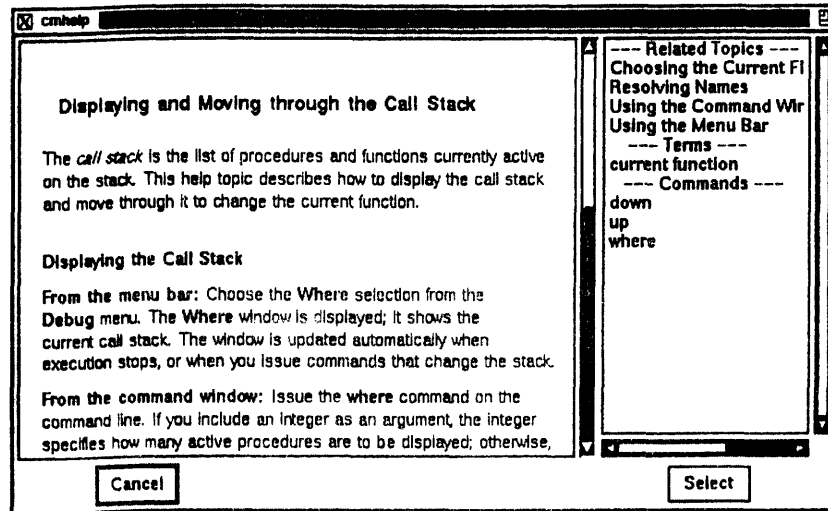 cmhelp
Displaying and Moving through the Call Stack
The call stack is the list of procedures and functions currently active
on the stack. This help topic describes how to display the call stack
and move through it to change the current function.
Displaying the Call Stack
From the menu bar: Choose the Where selection from the
Debug menu. The Where window is displayed; it shows the
current call stack. The window is updated automatically when
execution stops, or when you issue commands that change the stack.
From the command window: Issue the where command on the
command line. If you include an integer as an argument, the integer
specifies how many active procedures are to be displayed; otherwise,
--- Related Topics ---
Choosing the Current Fi
Resolving Names
Using the Command Wir
Using the Menu Bar
--- Terms ---
current function
--- Commands ---
down
up
where
Cancel
Select